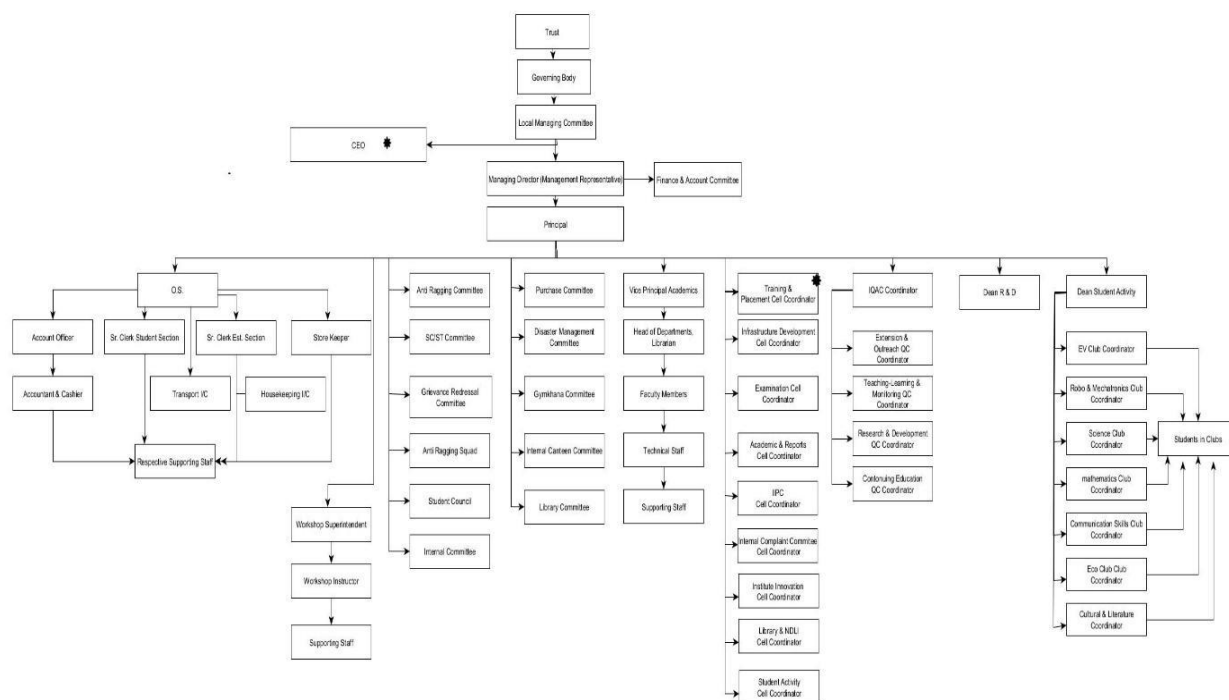 Trust
Governing Body
Local Managing Committee
CEO
Managing Director (Management Representative)
Finance & Account Committee
Principal
O.S.
Account Officer
Sr. Clerk Student Section
Sr. Clerk Est. Section
Store Keeper
Accountant & Cashier
Transport I/C
Housekeeping I/C
Respective Supporting Staff
Workshop Superintendent
Workshop Instructor
Supporting Staff
Anti Ragging Committee
SC/ST Committee
Grievance Redressal
Committee
Anti Ragging Squad
Student Council
Internal Committee
Purchase Committee
Disaster Management
Committee
Gymkhana Committee
Internal Canteen Committee
Library Committee
Vice Principal Academics
Head of Departments,
Librarian
Faculty Members
Technical Staff
Supporting Staff
Training &
Placement Cell Coordinator
Infrastructure Development
Cell Coordinator
Examination Cell
Coordinator
Academic & Reports
Cell Coordinator
IIPC
Cell Coordinator
Internal Complaint Commitee
Cell Coordinator
Institute Innovation
Cell Coordinator
Library & NDLI
Cell Coordinator
Student Activity
Cell Coordinator
IQAC Coordinator
Extension &
Outreach QC
Coordinator
Teaching-Learning &
Monitoring QC
Coordinator
Research & Development
QC Coordinator
Contonuing Education
QC Coordinator
Dean R & D
Dean Student Activity
EV Club Coordinator
Robo & Mechatronics Club
Coordinator
Science Club
Coordinator
mathematics Club
Coordinator
Communication Skills Club
Coordinator
Eco Club Club
Coordinator
Cultural & Literature
Coordinator
Students in Clubs